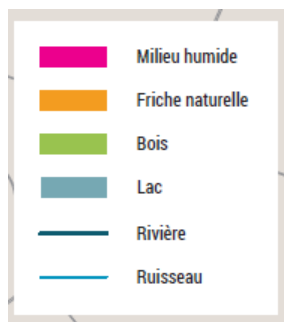 Milieu humide
Friche naturelle
Bois
Lac
Rivière
Ruisseau